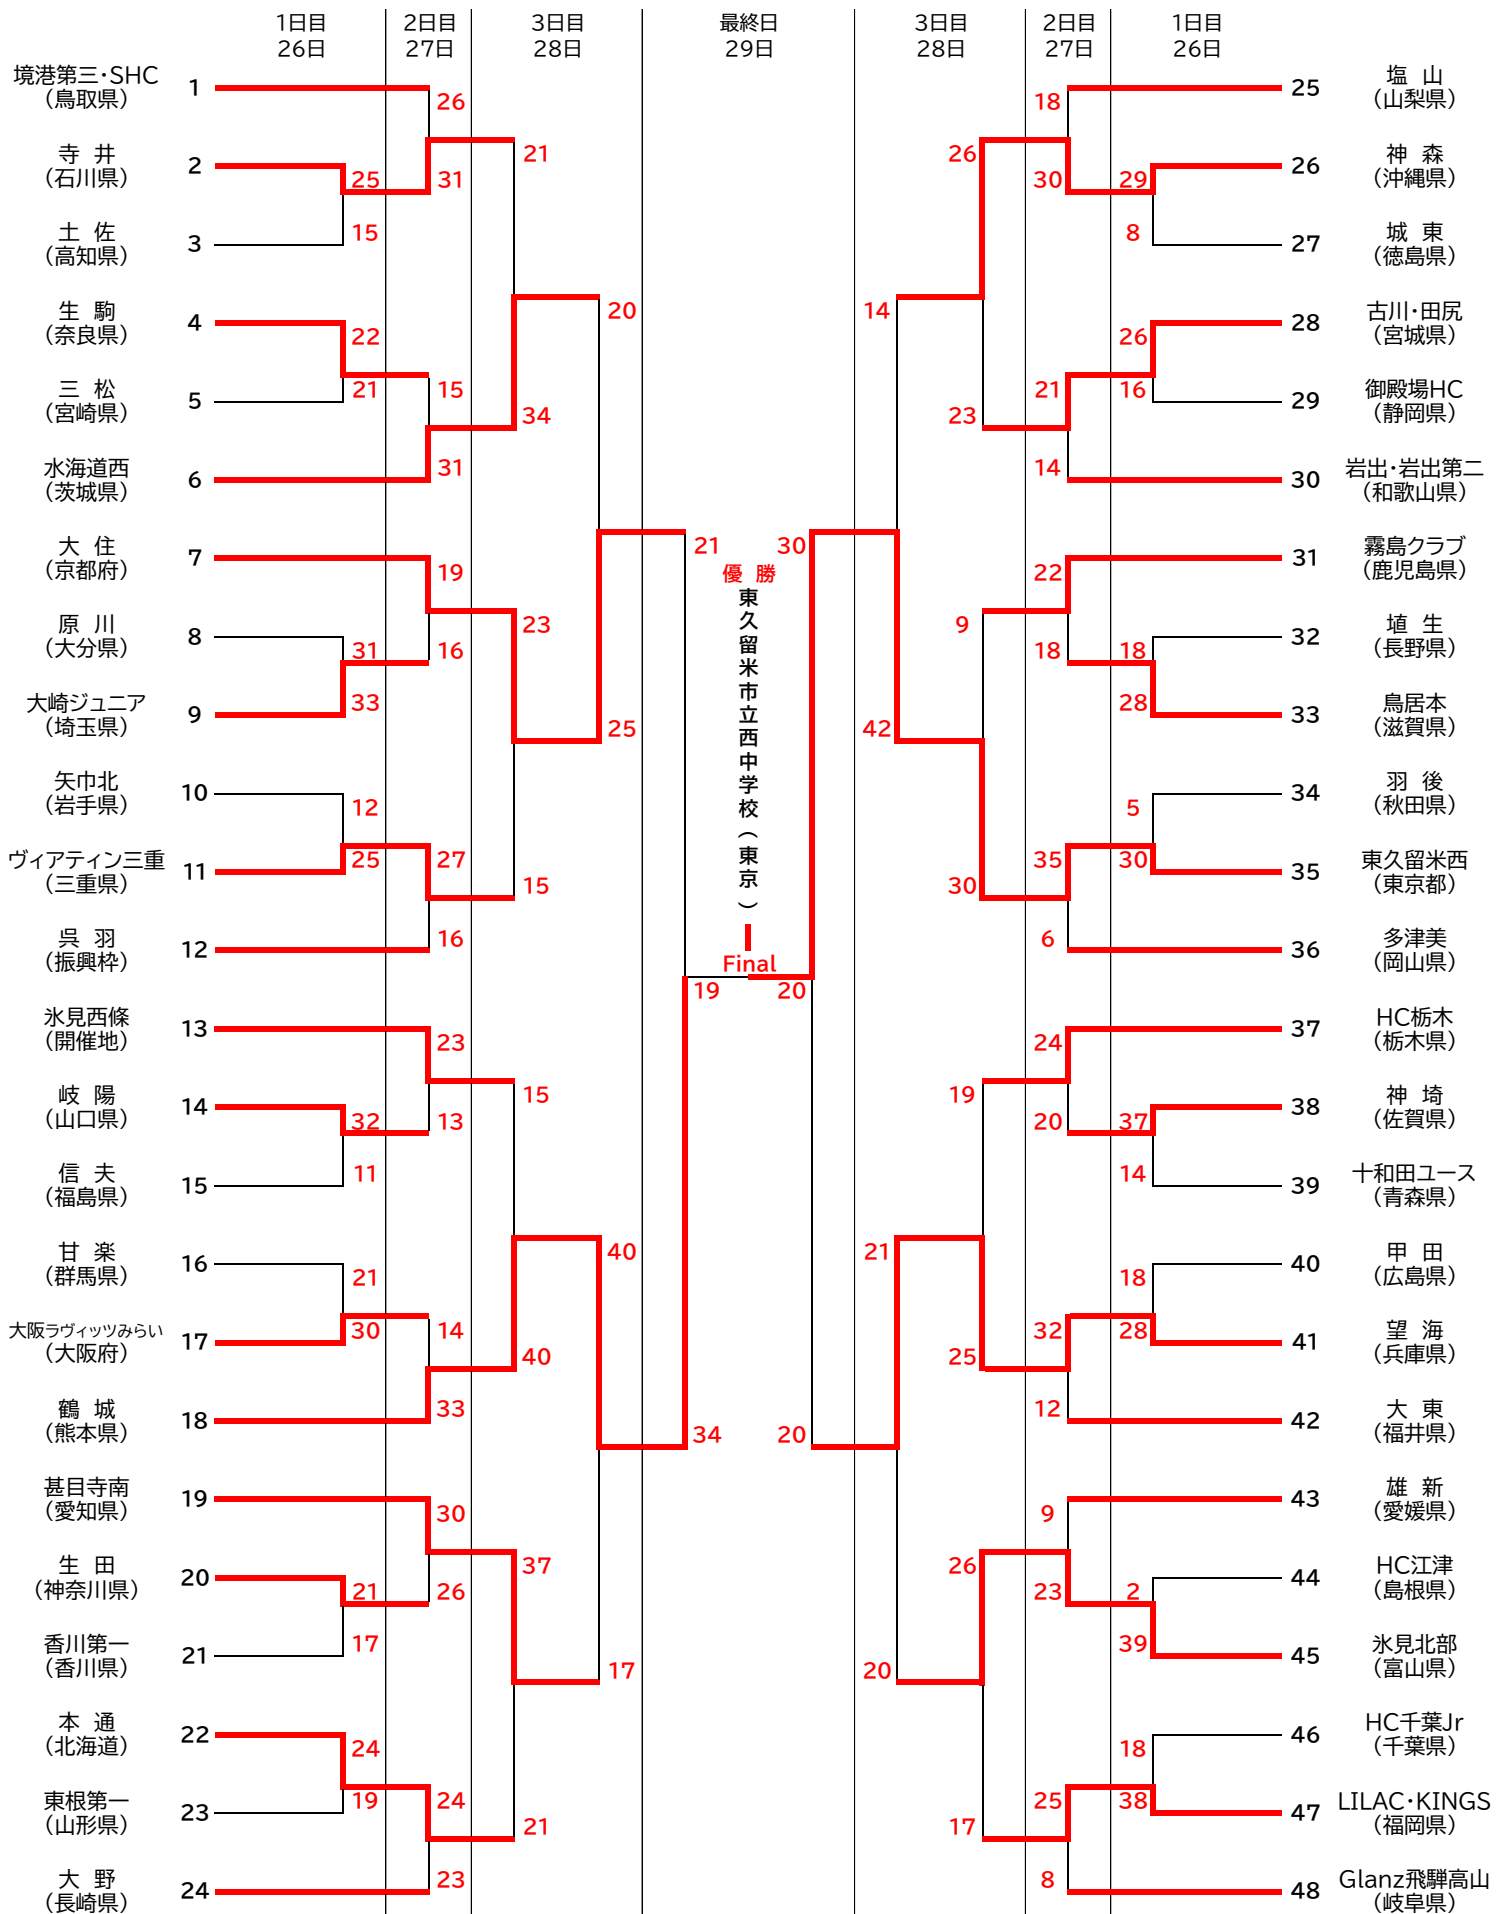 1日目
26日
2日目
27日
3日目
28日
最終日
29日
3日目
28日
2日目
27日
1日目
26日
境港第三・SHC
（鳥取県）
1
寺 井
（石川県）
2
土 佐
（高知県）
3
生 駒
（奈良県）
4
三 松
（宮崎県）
5
水海道西
（茨城県）
6
大 住
（京都府）
7
原 川
（大分県）
8
大崎ジュニア
（埼玉県）
9
矢巾北
（岩手県）
10
ヴィアティン三重
（三重県）
11
呉 羽
（振興枠）
12
氷見西條
（開催地）
13
岐 陽
（山口県）
14
信 夫
（福島県）
15
甘 楽
（群馬県）
16
大阪ラヴィッツみらい
（大阪府）
17
鶴 城
（熊本県）
18
甚目寺南
（愛知県）
19
生 田
（神奈川県）
20
香川第一
（香川県）
21
本 通
（北海道）
22
東根第一
（山形県）
23
大 野
（長崎県）
24
25
15
22
21
31
33
12
25
32
11
21
30
21
17
24
19
26
31
15
31
19
16
27
16
23
13
14
33
30
26
24
23
21
34
23
15
15
40
37
21
20
25
40
17
21
34
19
優 勝
東久留米市立西中学校（東京）
Final
20
30
20
14
42
21
20
26
23
9
30
19
25
26
17
18
30
21
14
22
18
35
6
24
20
32
12
9
23
25
8
29
8
26
16
18
28
5
30
37
14
18
28
2
39
18
38
25
塩 山
（山梨県）
26
神 森
（沖縄県）
27
城 東
（徳島県）
28
古川・田尻
（宮城県）
29
御殿場HC
（静岡県）
30
岩出・岩出第二
（和歌山県）
31
霧島クラブ
（鹿児島県）
32
埴 生
（長野県）
33
鳥居本
（滋賀県）
34
羽 後
（秋田県）
35
東久留米西
（東京都）
36
多津美
（岡山県）
37
HC栃木
（栃木県）
38
神 埼
（佐賀県）
39
十和田ユース
（青森県）
40
甲 田
（広島県）
41
望 海
（兵庫県）
42
大 東
（福井県）
43
雄 新
（愛媛県）
44
HC江津
（島根県）
45
氷見北部
（富山県）
46
HC千葉Jr
（千葉県）
47
LILAC・KINGS
（福岡県）
48
Glanz飛騨高山
（岐阜県）